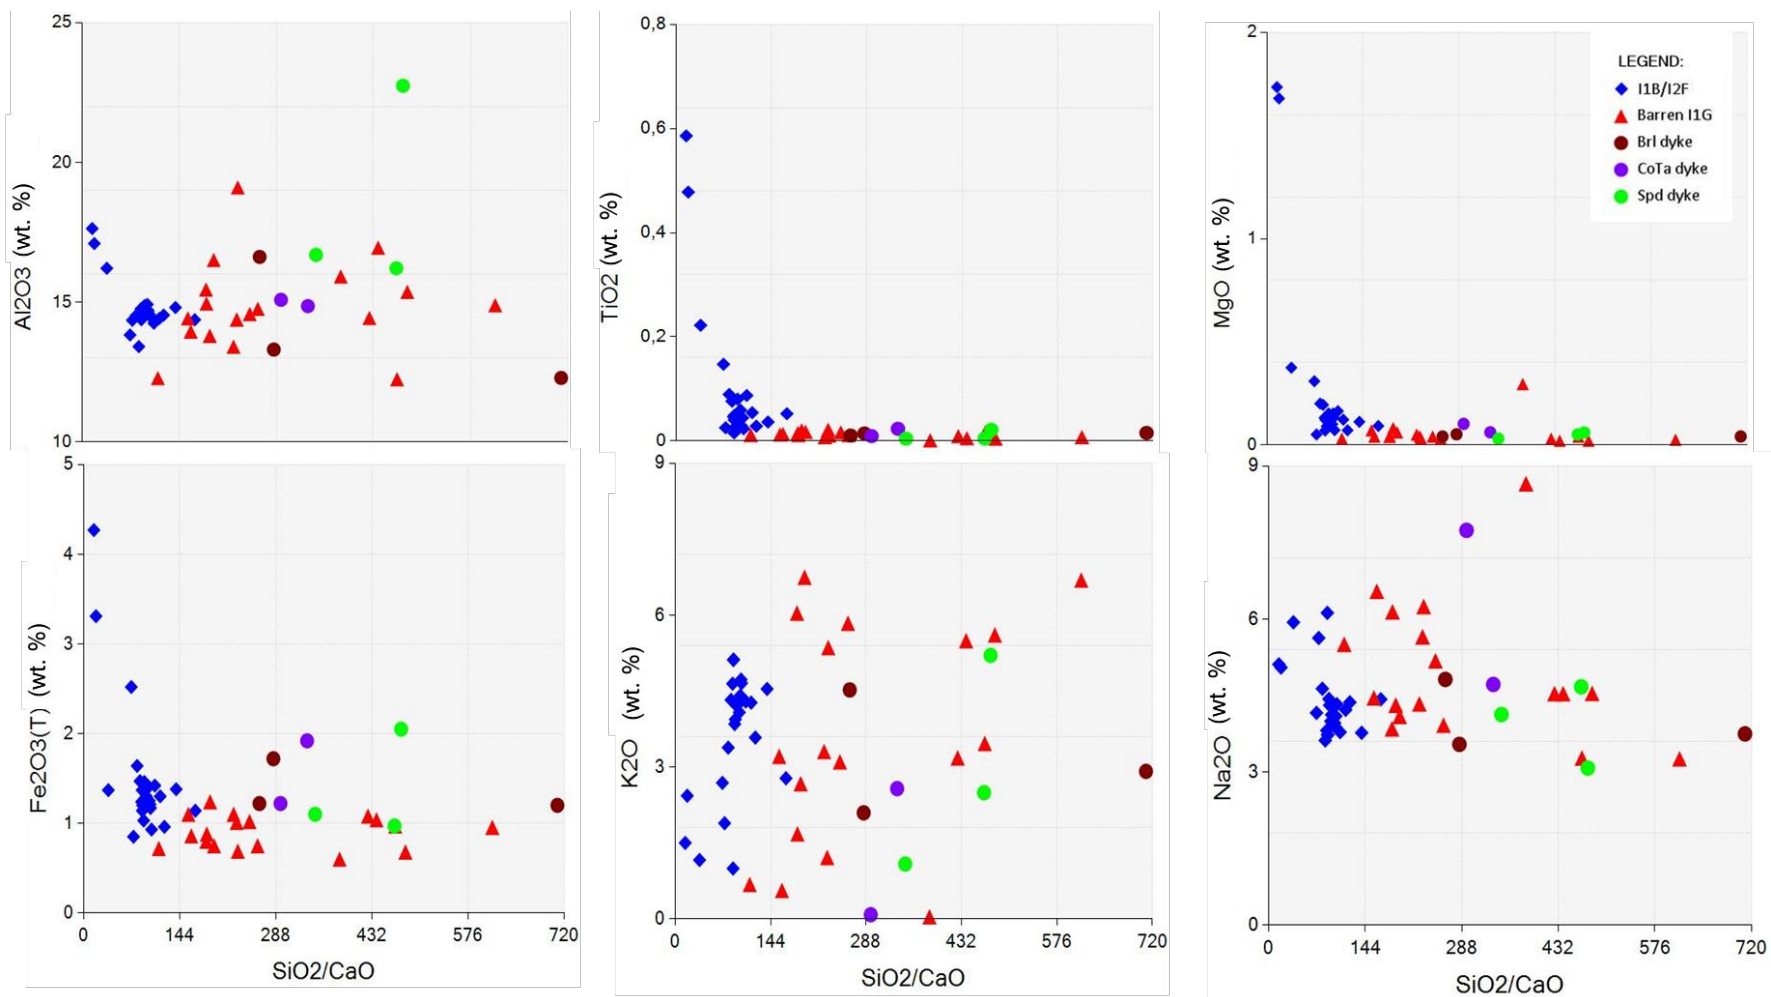 25
20
15
10
Al2O3 (wt. %)
0,8
0,6
0,4
0,2
0
TiO2 (wt. %)
2
1
0
MgO (wt. %)
LEGEND:
I1B/I2F
Barren I1G
Brl dyke
CoTa dyke
Spd dyke
5
4
3
2
1
0
Fe2O3(T) (wt. %)
0 144 288 432 576 720
SiO2/CaO
9
6
3
0
K2O (wt. %)
0 144 288 432 576 720
SiO2/CaO
9
6
3
0
Na2O (wt. %)
0 144 288 432 576 720
SiO2/CaO